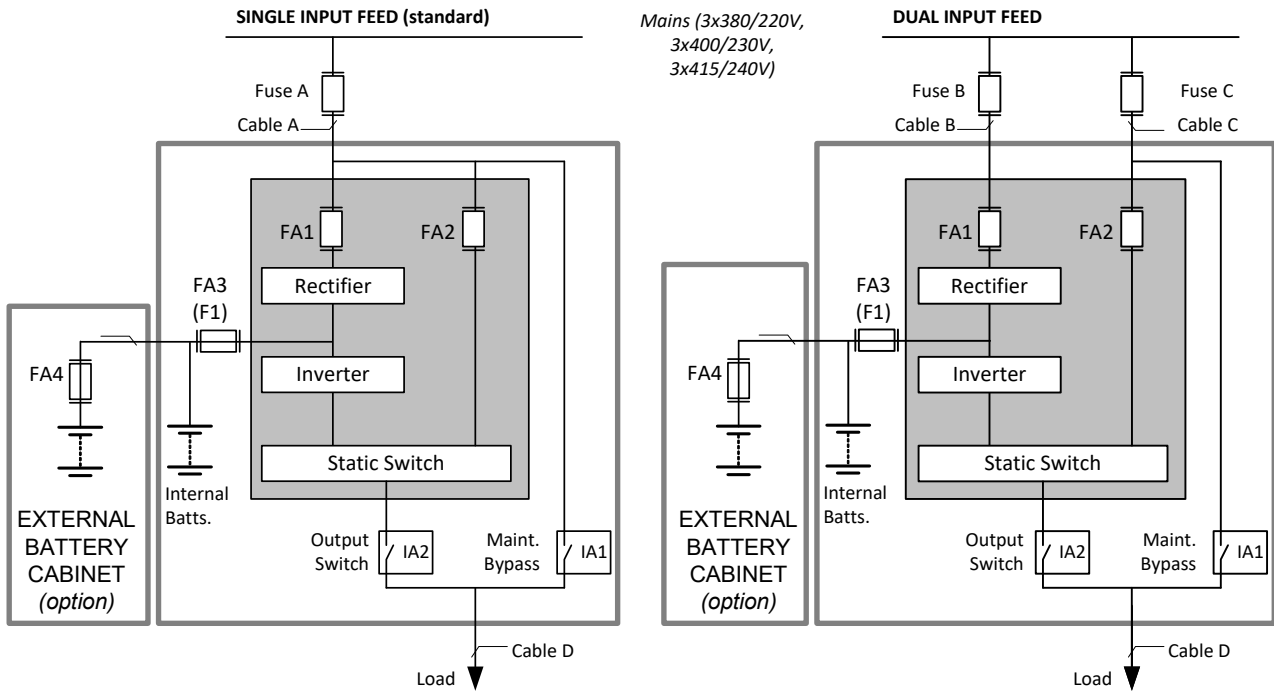 SINGLE INPUT FEED (standard)
Mains (3x380/220V,
3x400/230V,
3x415/240V)
DUAL INPUT FEED
Fuse A
Cable A
FA1
FA2
Rectifier
FA3
(F1)
Inverter
FA4
Static Switch
Internal
Batts.
EXTERNAL
BATTERY
CABINET
(option)
Output
Switch
IA2
Maint.
Bypass
IA1
Cable D
Load
Fuse B
Fuse C
Cable B
Cable C
FA1
FA2
Rectifier
FA3
(F1)
Inverter
FA4
Static Switch
Internal
Batts.
EXTERNAL
BATTERY
CABINET
(option)
Output
Switch
IA2
Maint.
Bypass
IA1
Cable D
Load